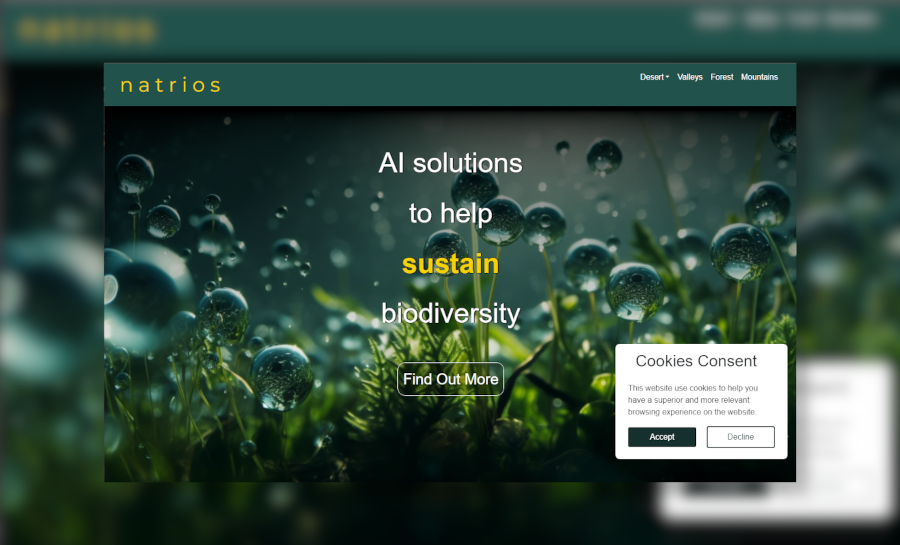 natrios
Desert Valleys Forest Mountains
AI solutions
to help
sustain
biodiversity
Find Out More
Cookies Consent
This website use cookies to help you
have a superior and more relevant
browsing experience on the website.
Accept Decline